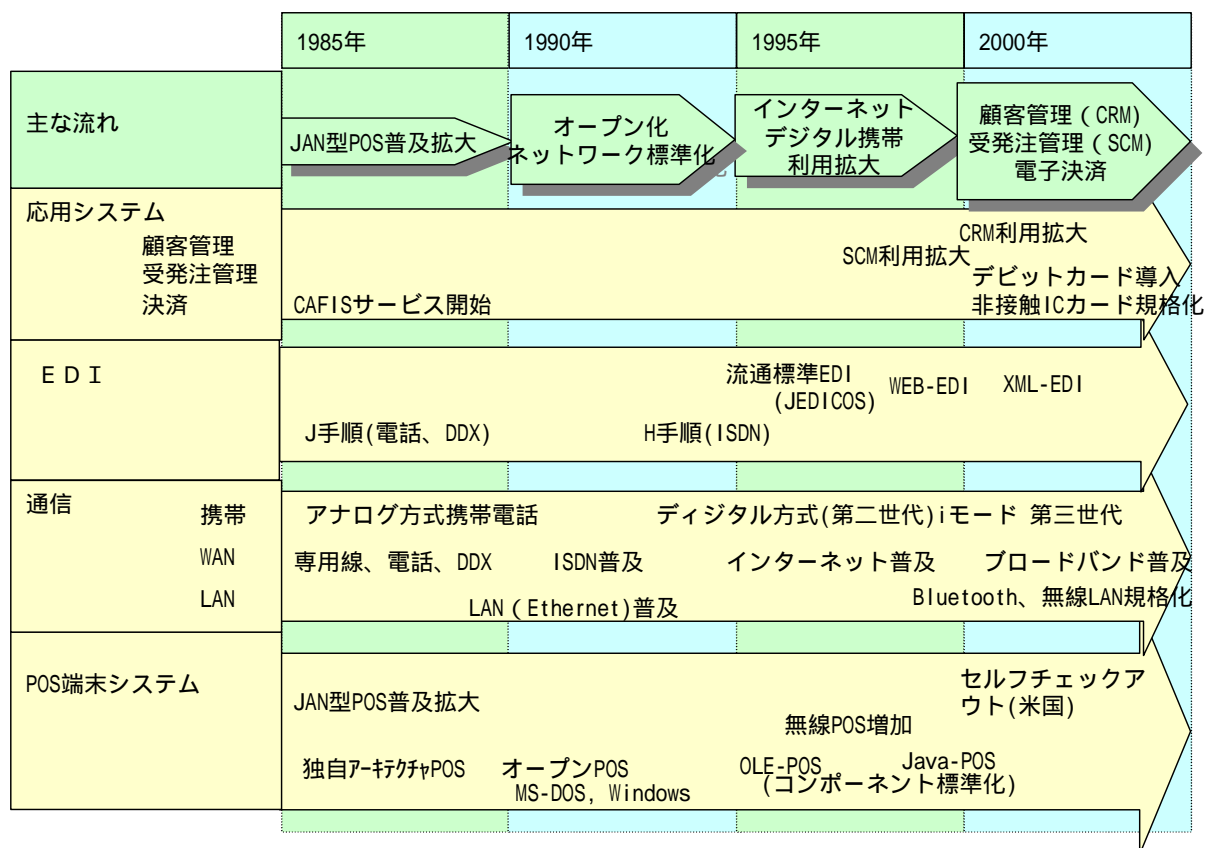 1985年
1990年
1995年
2000年
主な流れ
JAN型POS普及拡大
オープン化
ネットワーク標準化
インターネット
デジタル携帯
利用拡大
顧客管理（CRM）
受発注管理（SCM）
電子決済
応用システム
顧客管理
受発注管理
決済
CRM利用拡大
SCM利用拡大
デビットカード導入
CAFISサービス開始
非接触ICカード規格化
ＥＤＩ
流通標準EDI
(JEDICOS)
WEB-EDI
XML-EDI
J手順(電話、DDX)
H手順(ISDN)
通信
携帯
アナログ方式携帯電話
ディジタル方式(第二世代)iモード 第三世代
WAN
専用線、電話、DDX
ISDN普及
インターネット普及
ブロードバンド普及
LAN
LAN（Ethernet)普及
Bluetooth、無線LAN規格化
POS端末システム
JAN型POS普及拡大
セルフチェックア
ウト(米国)
無線POS増加
独自ｱｰｷﾃｸﾁｬPOS
オープンPOS
MS-DOS, Windows
OLE-POS
Java-POS
(コンポーネント標準化)